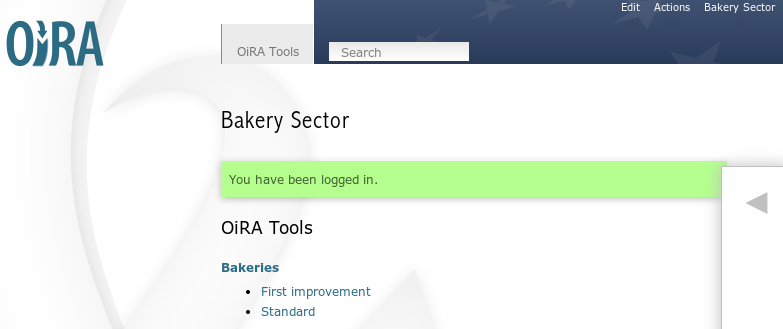 Edit Actions Bakery Sector
OiRA
OiRA Tools
Search
Bakery Sector
You have been logged in.
OiRA Tools
Bakeries
First improvement
Standard